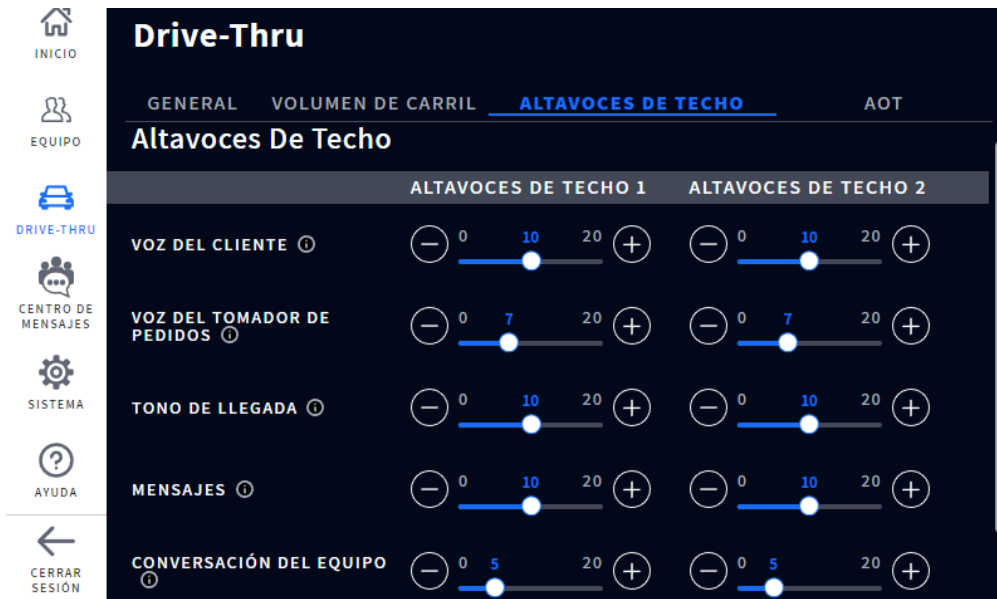 INICIO
EQUIPO
DRIVE-THRU
CENTRO DE
MENSAJES
SISTEMA
AYUDA
CERRAR
SESIÓN
Drive-Thru
GENERAL VOLUMEN DE CARRIL ALTAVOCES DE TECHO AOT
Altavoces De Techo
ALTAVOCES DE TECHO 1 ALTAVOCES DE TECHO 2
VOZ DEL CLIENTE 0 10 20 0 10 20
VOZ DEL TOMADOR DE
PEDIDOS 0 7 20 0 7 20
TONO DE LLEGADA 0 10 20 0 10 20
MENSAJES 0 10 20 0 10 20
CONVERSACIÓN DEL EQUIPO 0 5 20 0 5 20